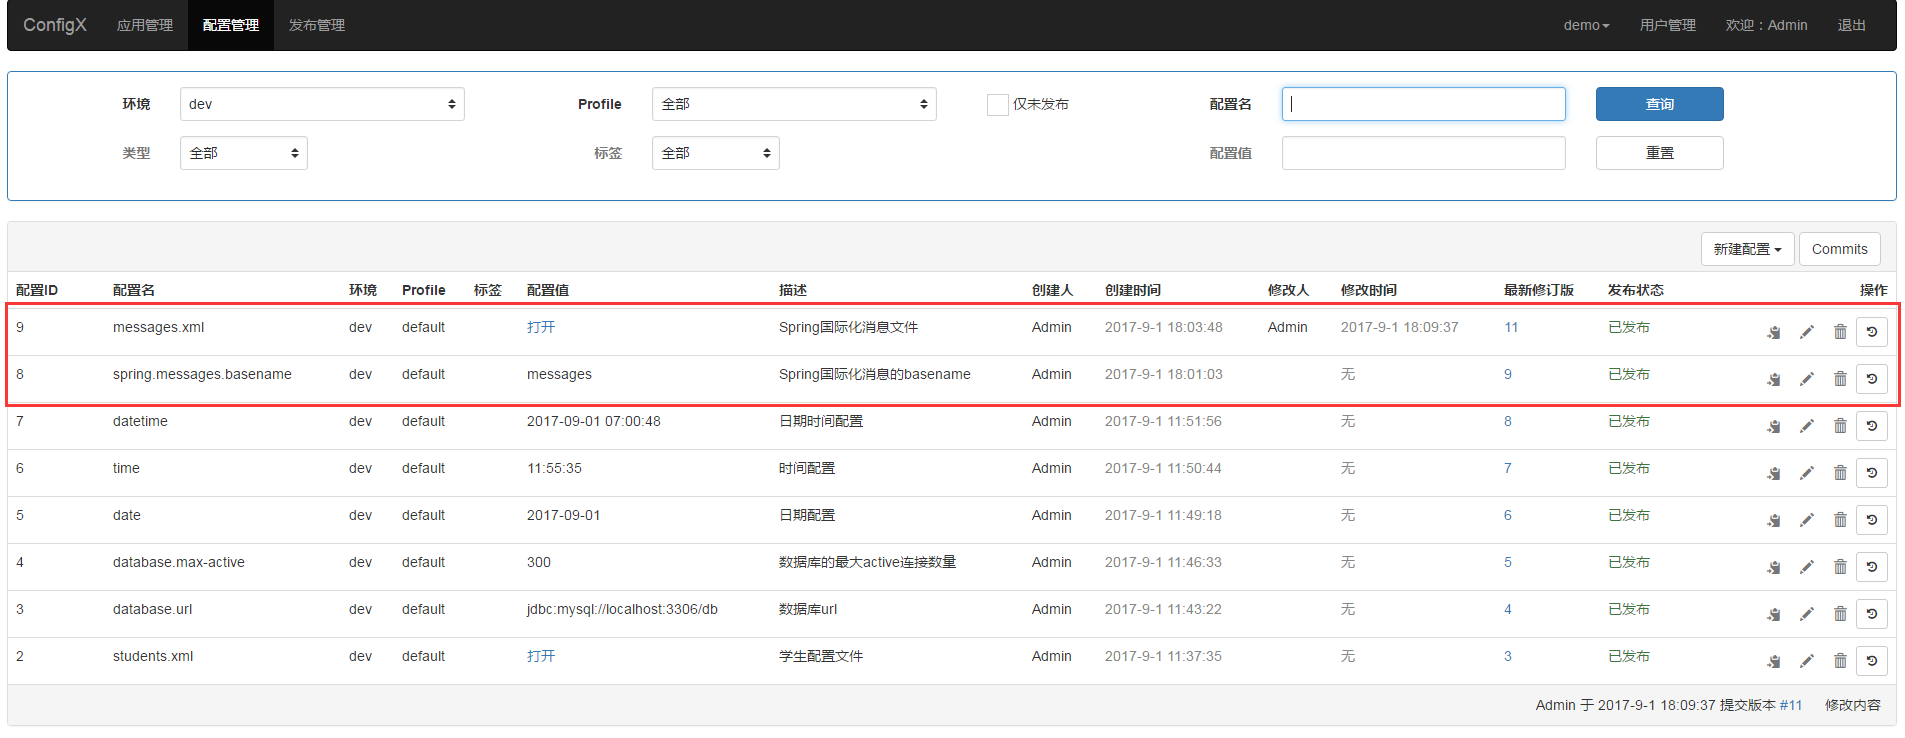 ConfigX 应用管理 配置管理 发布管理 demo 用户管理 欢迎：Admin 退出
环境 dev Profile 全部 仅未发布 配置名 查询
类型 全部 标签 全部 配置值 重置
新建配置 Commits
配置ID 配置名 环境 Profile 标签 配置值 描述 创建人 创建时间 修改人 修改时间 最新修订版 发布状态 操作
9 messages.xml dev default 打开 Spring国际化消息文件 Admin 2017-9-1 18:03:48 Admin 2017-9-1 18:09:37 11 已发布
8 spring.messages.basename dev default messages Spring国际化消息的basename Admin 2017-9-1 18:01:03 无 9 已发布
7 datetime dev default 2017-09-01 07:00:48 日期时间配置 Admin 2017-9-1 11:51:56 无 8 已发布
6 time dev default 11:55:35 时间配置 Admin 2017-9-1 11:50:44 无 7 已发布
5 date dev default 2017-09-01 日期配置 Admin 2017-9-1 11:49:18 无 6 已发布
4 database.max-active dev default 300 数据库的最大active连接数量 Admin 2017-9-1 11:46:33 无 5 已发布
3 database.url dev default jdbc:mysql://localhost:3306/db 数据库url Admin 2017-9-1 11:43:22 无 4 已发布
2 students.xml dev default 打开 学生配置文件 Admin 2017-9-1 11:37:35 无 3 已发布
Admin 于 2017-9-1 18:09:37 提交版本 #11 修改内容